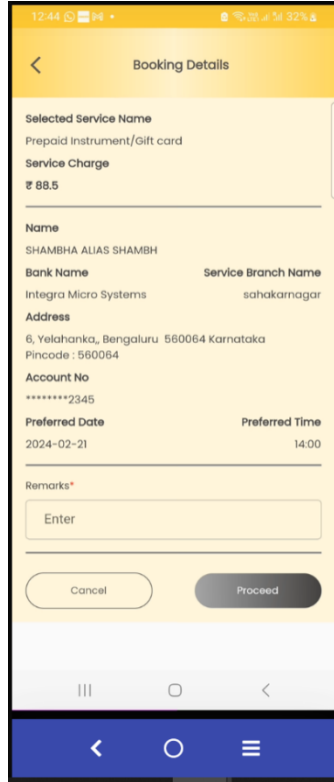 12:44
32%
Booking Details
Selected Service Name
Prepaid Instrument/Gift card
Service Charge
₹ 88.5
Name
SHAMBHA ALIAS SHAMBH
Bank Name Service Branch Name
Integra Micro Systems sahakarnagar
Address
6, Yelahanka,, Bengaluru 560064 Karnataka
Pincode : 560064
Account No
********2345
Preferred Date Preferred Time
2024-02-21 14:00
Remarks*
Enter
Cancel Proceed